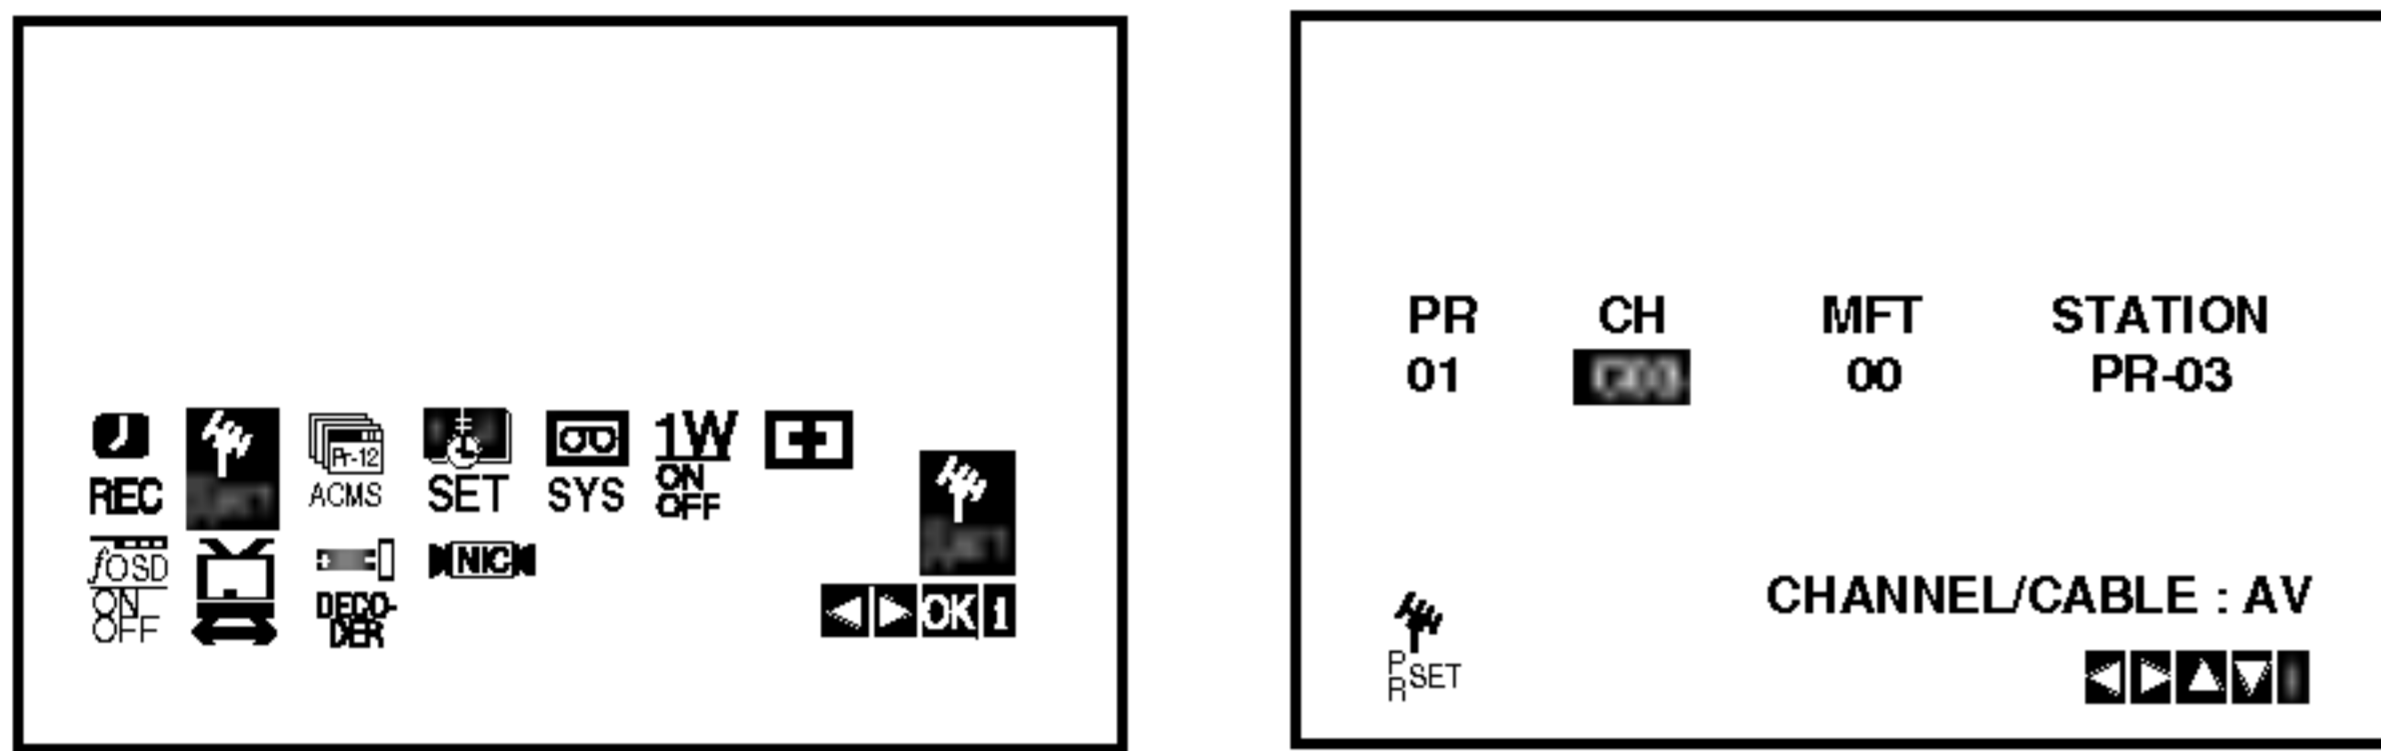 Pr-12
REC ACMS SET SYS 1W ON OFF
fOSD ON OFF DECO-DER NIC
OK i
PR CH MFT STATION
01 00 PR-03
CHANNEL/CABLE : AV
PR SET